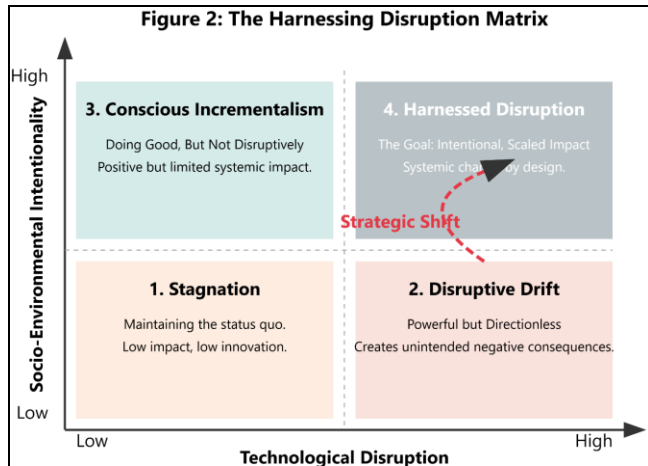 Figure 2: The Harnessing Disruption Matrix
High
Socio-Environmental Intentionality
3. Conscious Incrementalism
Doing Good, But Not Disruptively
Positive but limited systemic impact.
4. Harnessed Disruption
The Goal: Intentional, Scaled Impact
Systemic change by design.
Strategic Shift
1. Stagnation
Maintaining the status quo.
Low impact, low innovation.
2. Disruptive Drift
Powerful but Directionless
Creates unintended negative consequences.
Low
Low
High
Technological Disruption